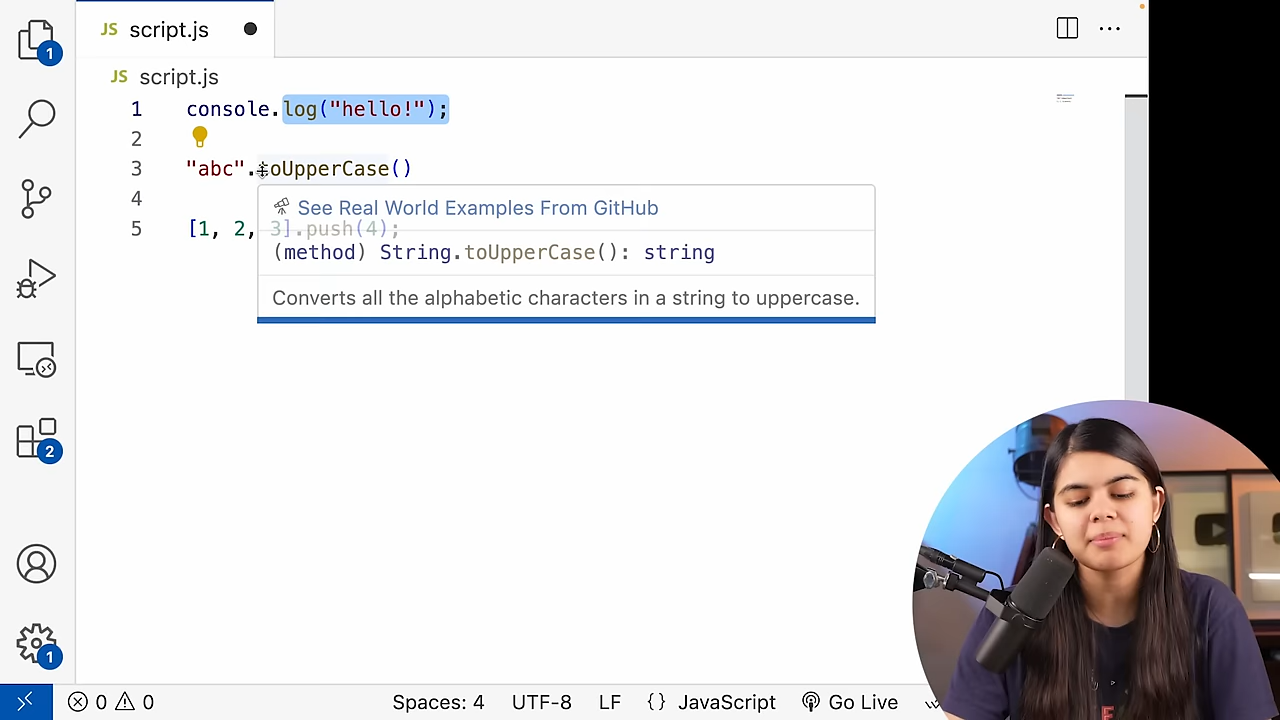 JS script.js
JS script.js
1 console.log("hello!");
2
3 "abc".toUpperCase()
4
See Real World Examples From GitHub
5 [1, 2, 3].push(4);
(method) String.toUpperCase(): string
Converts all the alphabetic characters in a string to uppercase.
1
2
1
0 0 Spaces: 4 UTF-8 LF {} JavaScript Go Live